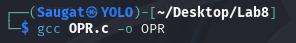 ┌──(Saugat㉿YOLO)-[~/Desktop/Lab8]
└─$ gcc OPR.c -o OPR